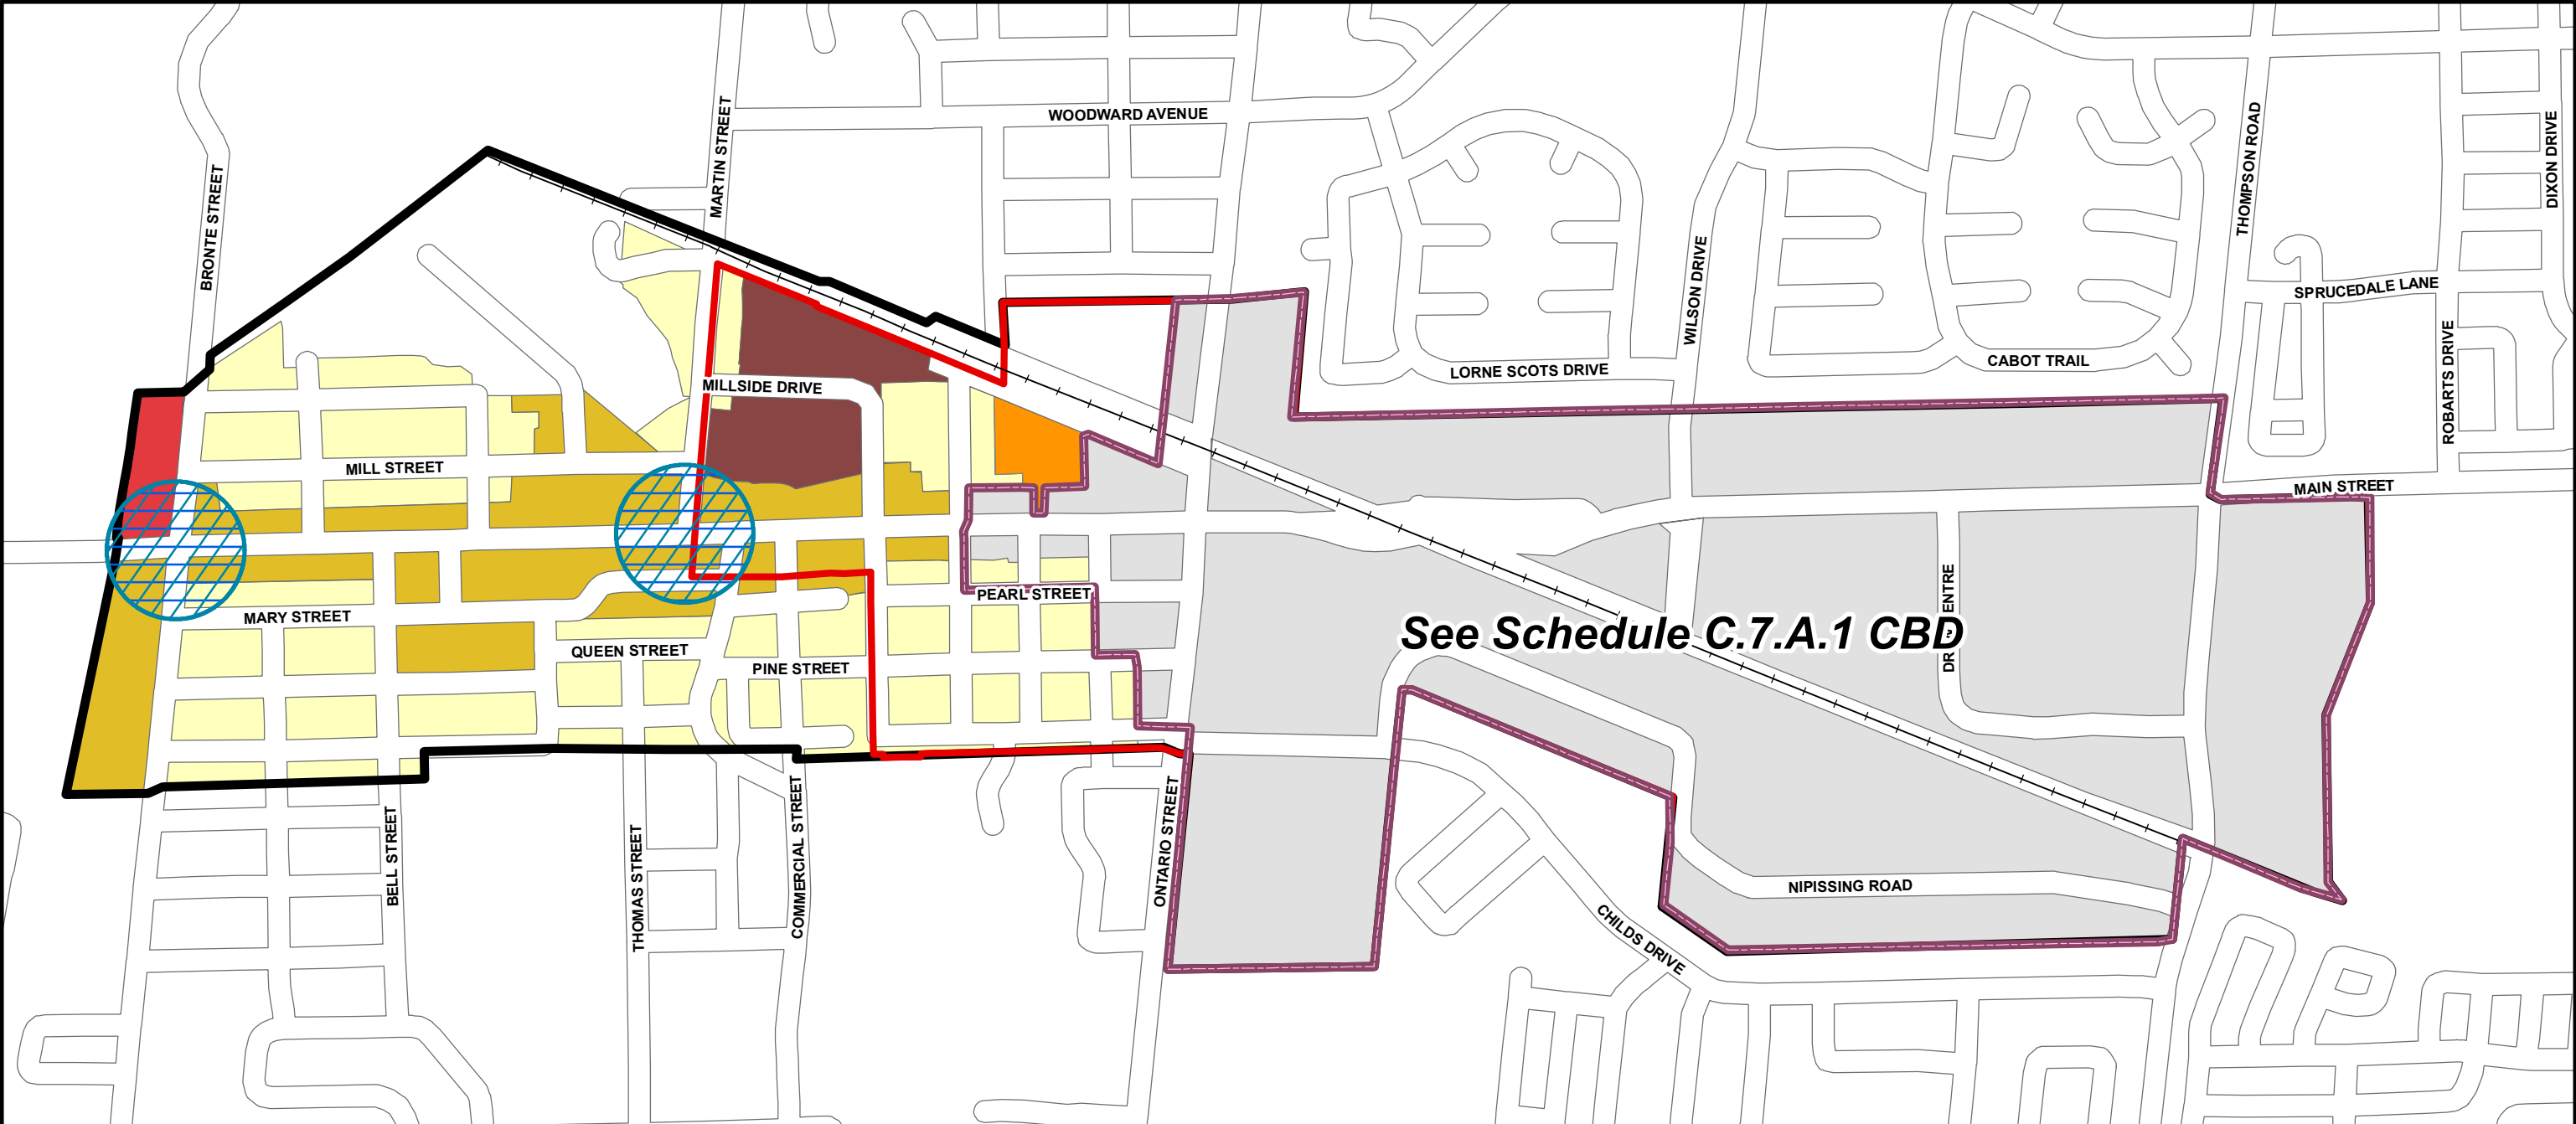 WOODWARD AVENUE
MARTIN STREET
BRONTE STREET
THOMPSON ROAD
DIXON DRIVE
WILSON DRIVE
SPRUCEDALE LANE
ROBARTS DRIVE
CABOT TRAIL
LORNE SCOTS DRIVE
MILLSIDE DRIVE
MILL STREET
MAIN STREET
PEARL STREET
MARY STREET
See Schedule C.7.A.1 CBD
DR ENTRE
QUEEN STREET
PINE STREET
ONTARIO STREET
BELL STREET
THOMAS STREET
COMMERCIAL STREET
NIPISSING ROAD
CHILDS DRIVE